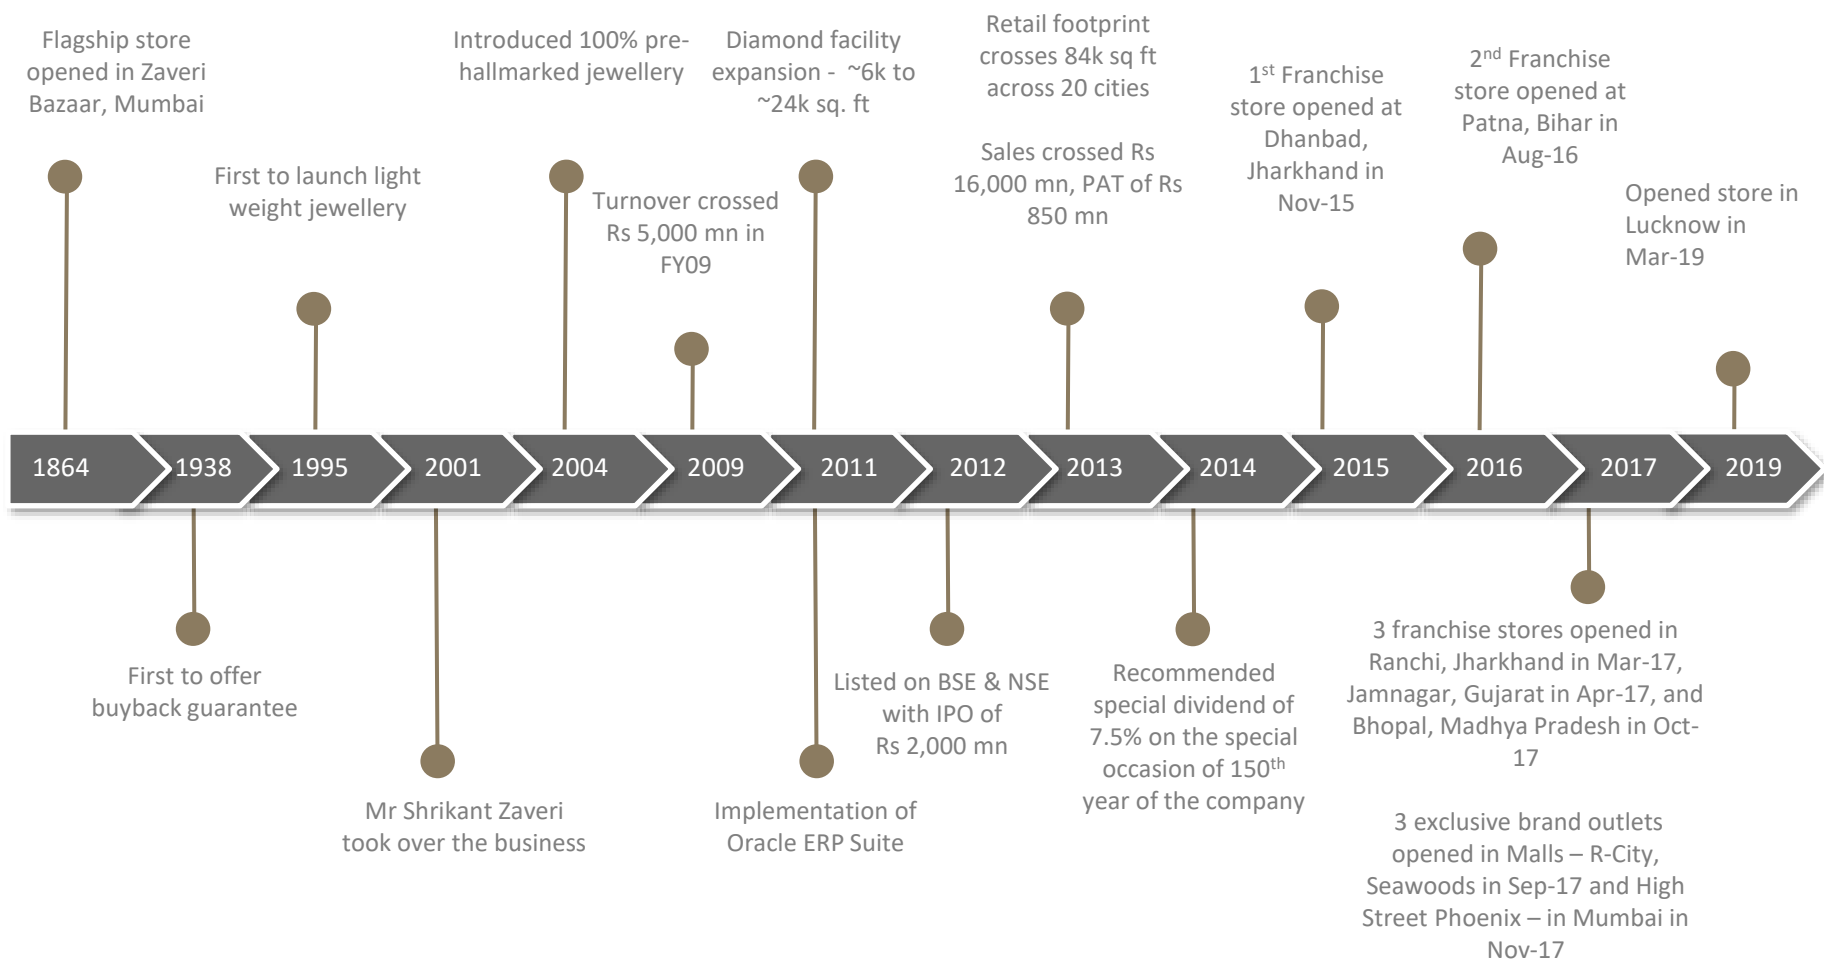 Flagship store
opened in Zaveri
Bazaar, Mumbai
First to launch light
weight jewellery
Introduced 100% pre-
hallmarked jewellery
Turnover crossed
Rs 5,000 mn in
FY09
Diamond facility
expansion - ~6k to
~24k sq. ft
Retail footprint
crosses 84k sq ft
across 20 cities
Sales crossed Rs
16,000 mn, PAT of Rs
850 mn
1st Franchise
store opened at
Dhanbad,
Jharkhand in
Nov-15
2nd Franchise
store opened at
Patna, Bihar in
Aug-16
Opened store in
Lucknow in
Mar-19
1864 1938 1995 2001 2004 2009 2011 2012 2013 2014 2015 2016 2017 2019
First to offer
buyback guarantee
Mr Shrikant Zaveri
took over the business
Implementation of
Oracle ERP Suite
Listed on BSE & NSE
with IPO of
Rs 2,000 mn
Recommended
special dividend of
7.5% on the special
occasion of 150th
year of the company
3 franchise stores opened in
Ranchi, Jharkhand in Mar-17,
Jamnagar, Gujarat in Apr-17, and
Bhopal, Madhya Pradesh in Oct-
17
3 exclusive brand outlets
opened in Malls – R-City,
Seawoods in Sep-17 and High
Street Phoenix – in Mumbai in
Nov-17